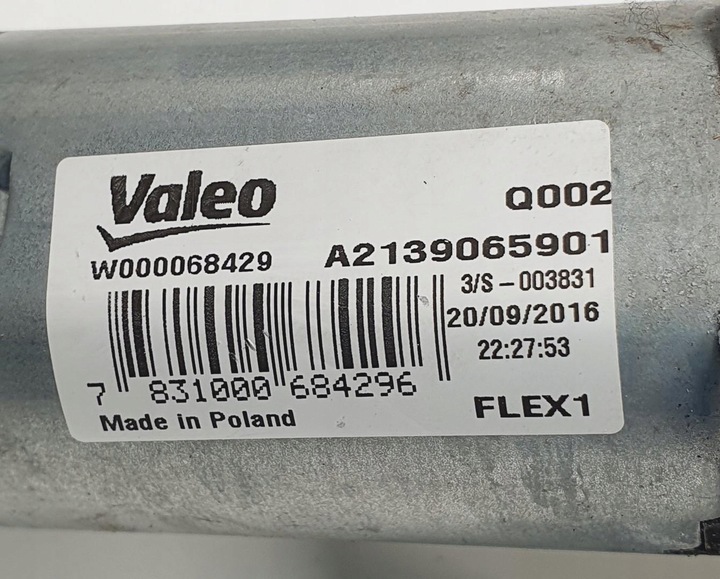 Valeo
Q002
W000068429
A2139065901
3/S - 003831
20/09/2016
22:27:53
7 831000 684296
FLEX1
Made in Poland